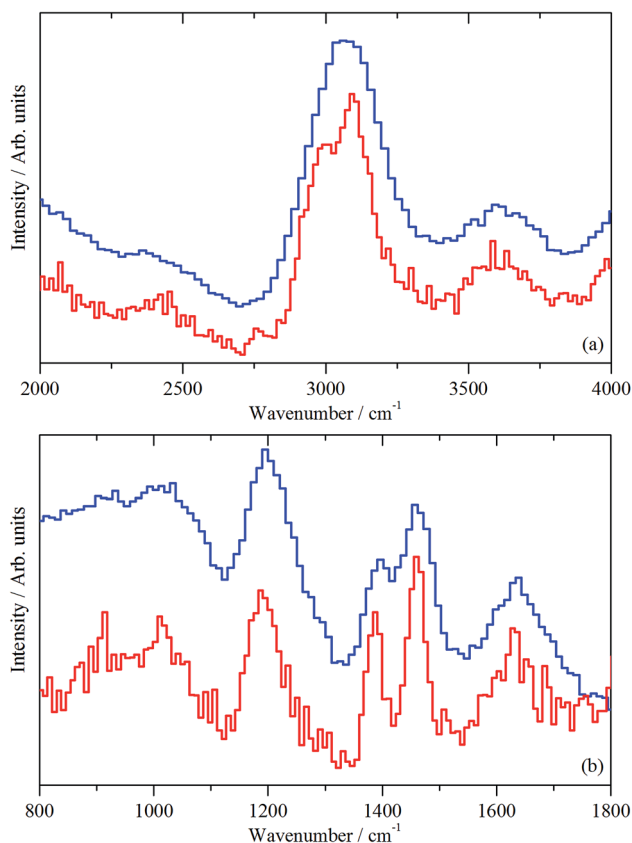 Intensity / Arb. units
(a)
2000 2500 3000 3500 4000
Wavenumber / cm⁻¹
Intensity / Arb. units
(b)
800 1000 1200 1400 1600 1800
Wavenumber / cm⁻¹